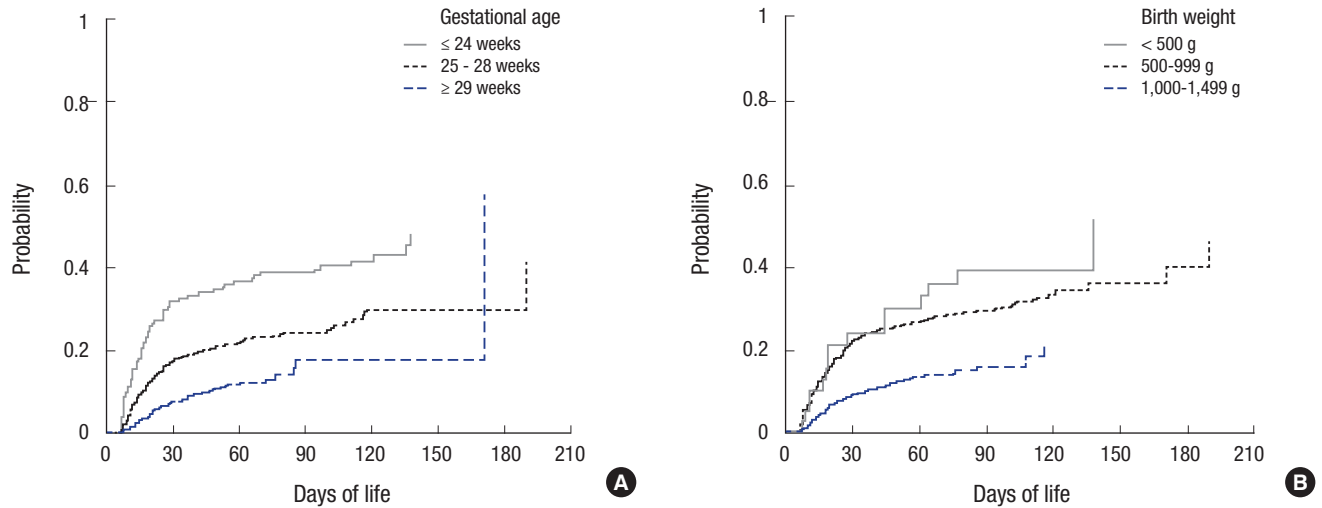 Gestational age
≤ 24 weeks
25 - 28 weeks
≥ 29 weeks
Probability
1
0.8
0.6
0.4
0.2
0
0 30 60 90 120 150 180 210
Days of life
A
Birth weight
< 500 g
500-999 g
1,000-1,499 g
Probability
1
0.8
0.6
0.4
0.2
0
0 30 60 90 120 150 180 210
Days of life
B